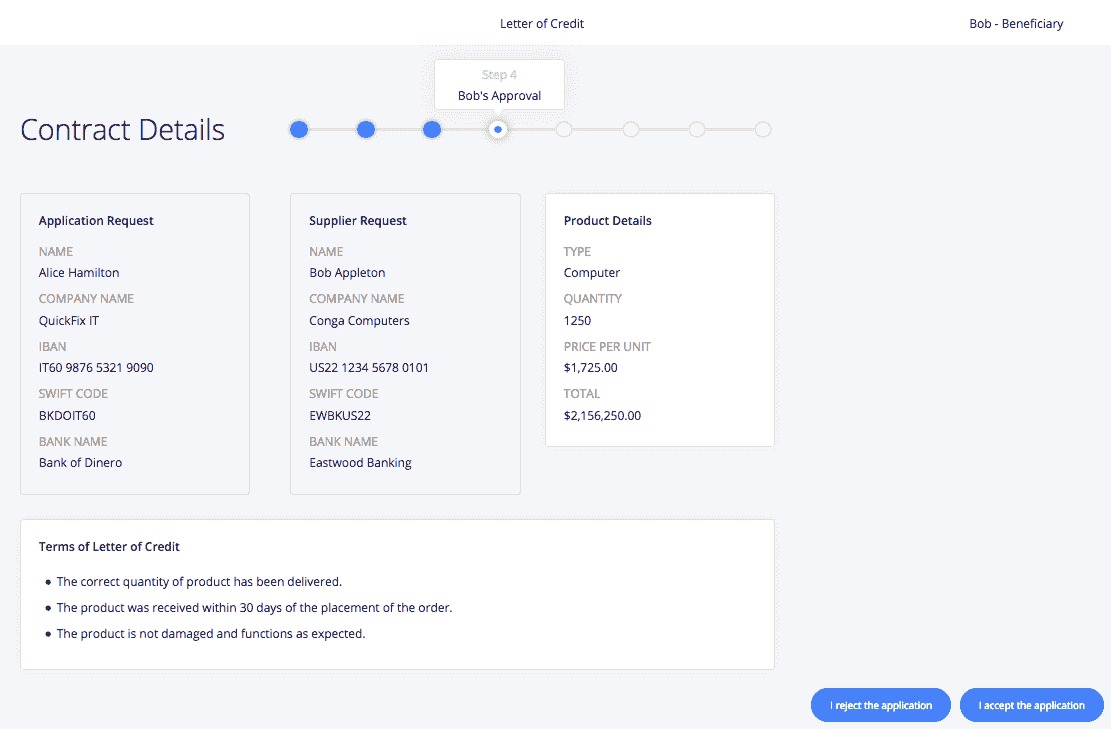 Letter of Credit
Bob - Beneficiary
Step 4
Bob's Approval
Contract Details
Application Request
NAME
Alice Hamilton
COMPANY NAME
QuickFix IT
IBAN
IT60 9876 5321 9090
SWIFT CODE
BKDOIT60
BANK NAME
Bank of Dinero
Supplier Request
NAME
Bob Appleton
COMPANY NAME
Conga Computers
IBAN
US22 1234 5678 0101
SWIFT CODE
EWBKUS22
BANK NAME
Eastwood Banking
Product Details
TYPE
Computer
QUANTITY
1250
PRICE PER UNIT
$1,725.00
TOTAL
$2,156,250.00
Terms of Letter of Credit
The correct quantity of product has been delivered.
The product was received within 30 days of the placement of the order.
The product is not damaged and functions as expected.
I reject the application
I accept the application